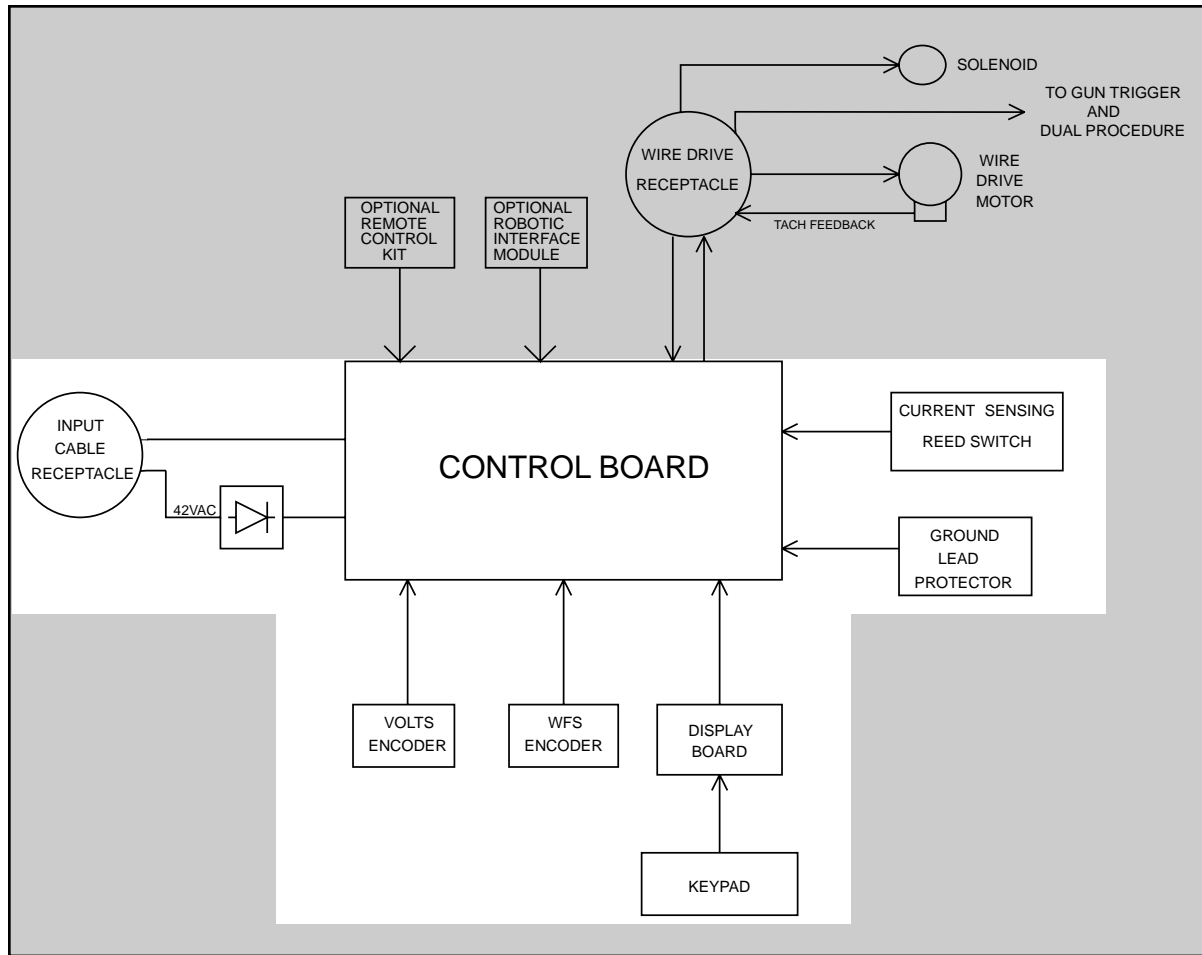 SOLENOID
TO GUN TRIGGER
AND
DUAL PROCEDURE
WIRE DRIVE
RECEPTACLE
WIRE
DRIVE
MOTOR
TACH FEEDBACK
OPTIONAL
REMOTE
CONTROL
KIT
OPTIONAL
ROBOTIC
INTERFACE
MODULE
INPUT
CABLE
RECEPTACLE
42VAC
CONTROL BOARD
CURRENT SENSING
REED SWITCH
GROUND
LEAD
PROTECTOR
VOLTS
ENCODER
WFS
ENCODER
DISPLAY
BOARD
KEYPAD